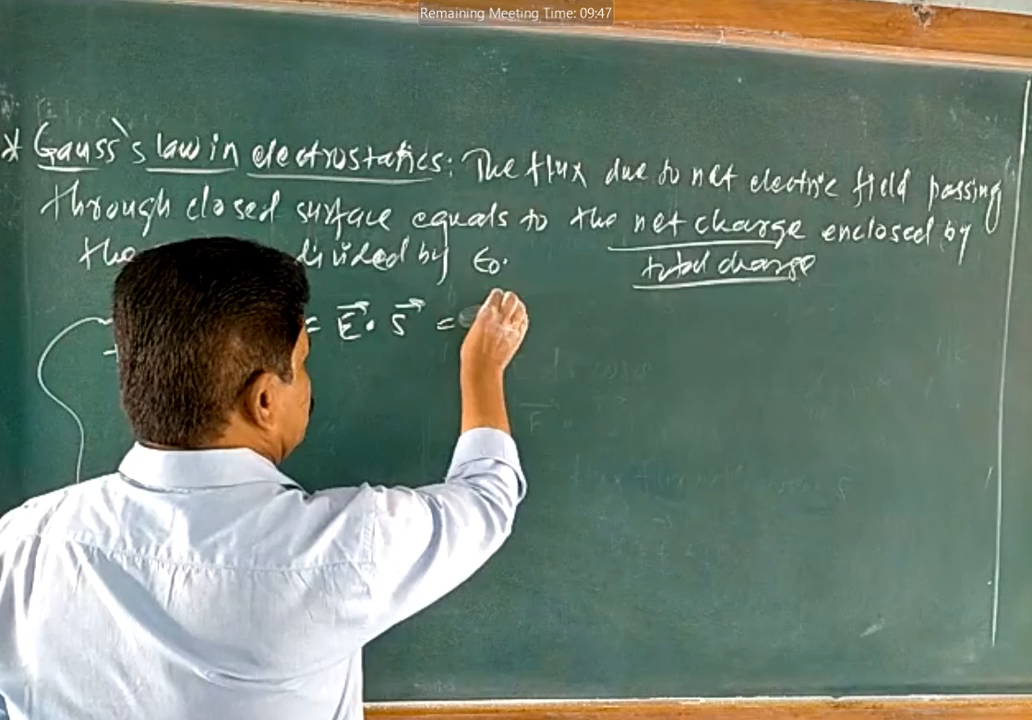 Remaining Meeting Time: 09:47
* Gauss's law in electrostatics: The flux due to net electric field passing
through closed surface equals to the net charge enclosed by
the divided by ε₀.
total charge
= E⃗ · S⃗ =